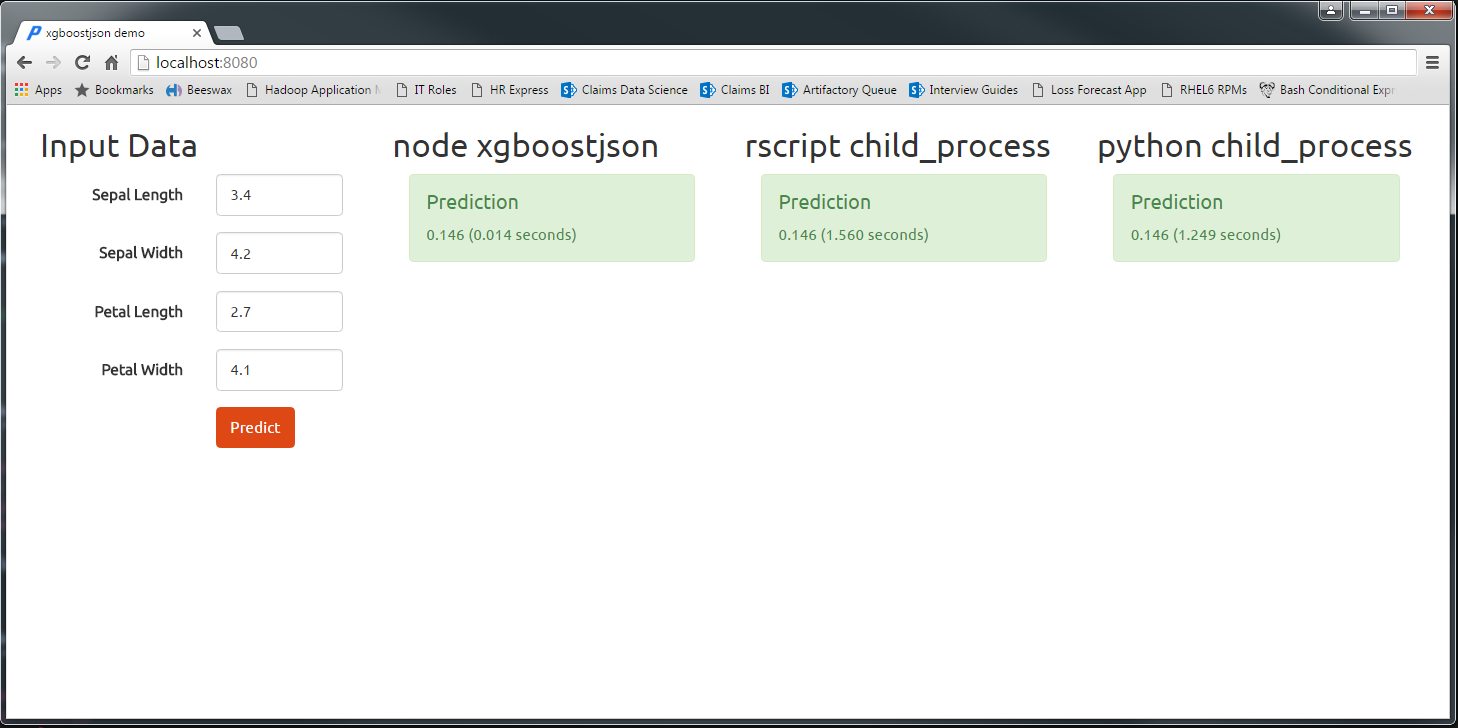 xgboostjson demo
localhost:8080
Apps Bookmarks Beeswax Hadoop Application IT Roles HR Express Claims Data Science Claims BI Artifactory Queue Interview Guides Loss Forecast App RHEL6 RPMs Bash Conditional Expr
Input Data
Sepal Length 3.4
Sepal Width 4.2
Petal Length 2.7
Petal Width 4.1
Predict
node xgboostjson
Prediction
0.146 (0.014 seconds)
rscript child_process
Prediction
0.146 (1.560 seconds)
python child_process
Prediction
0.146 (1.249 seconds)